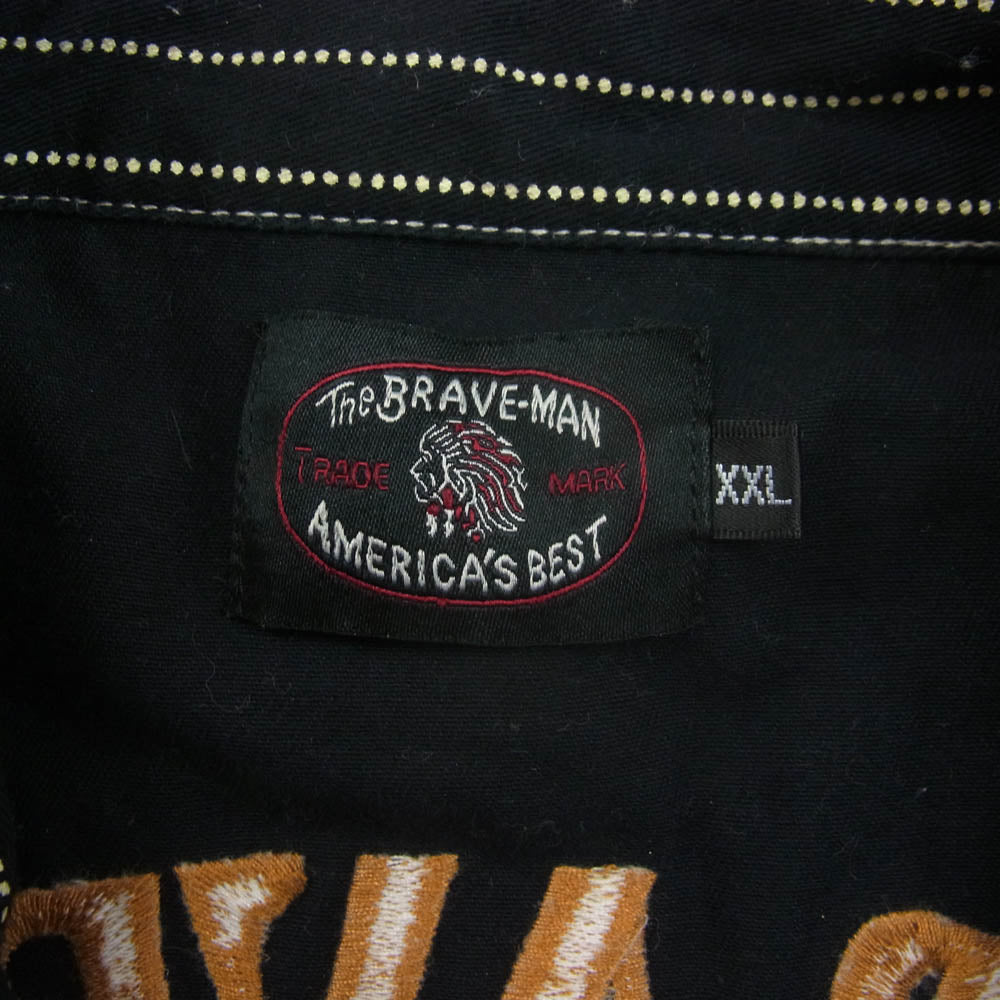 The BRAVE-MAN
TRADE MARK
AMERICA'S BEST
XXL